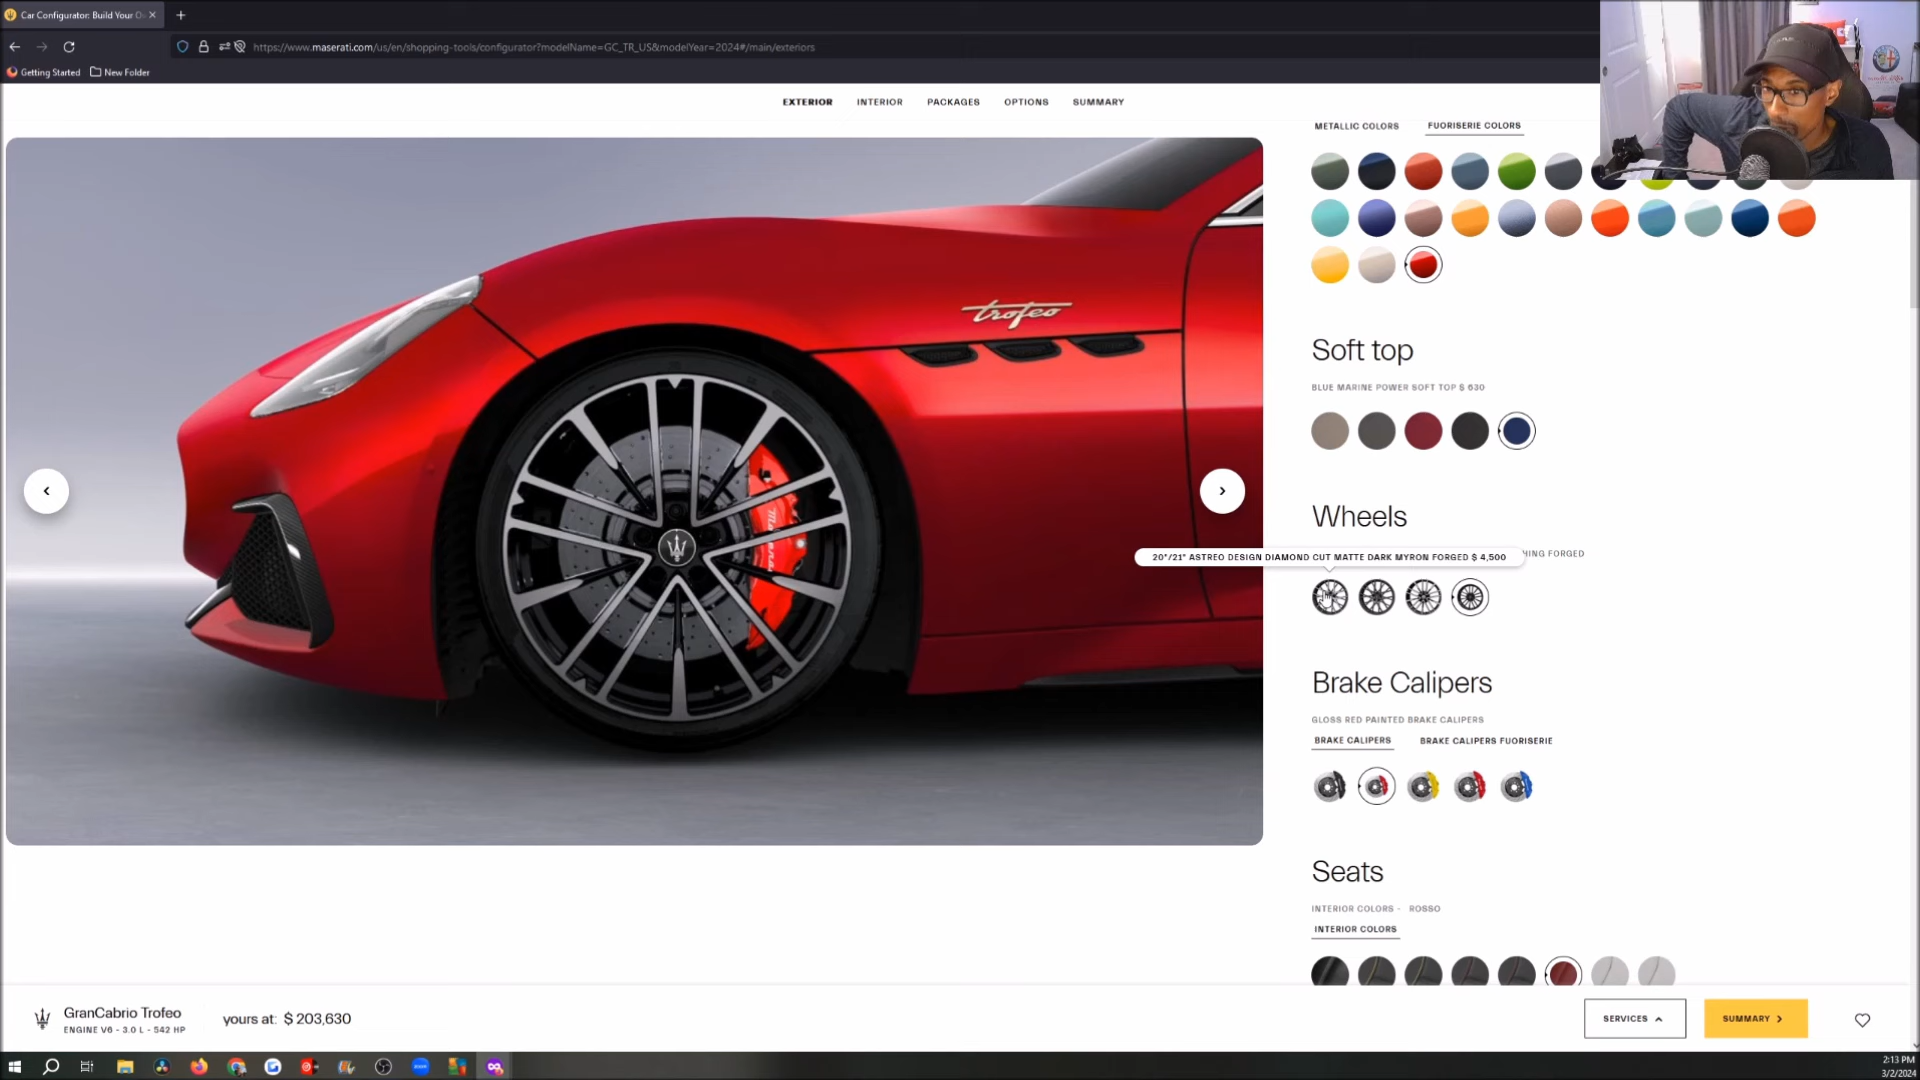 Car Configurator: Build Your O
https://www.maserati.com/us/en/shopping-tools/configurator?modelName=GC_TR_US&modelYear=2024#/main/exteriors
Getting Started New Folder
EXTERIOR INTERIOR PACKAGES OPTIONS SUMMARY
METALLIC COLORS FUORISERIE COLORS
trofeo
Soft top
BLUE MARINE POWER SOFT TOP $ 630
Wheels
20"/21" ASTREO DESIGN DIAMOND CUT MATTE DARK MYRON FORGED $ 4,500
FORGED
Brake Calipers
GLOSS RED PAINTED BRAKE CALIPERS
BRAKE CALIPERS BRAKE CALIPERS FUORISERIE
Maserati
Seats
INTERIOR COLORS - ROSSO
INTERIOR COLORS
GranCabrio Trofeo
ENGINE V6 - 3.0 L - 542 HP
yours at: $ 203,630
SERVICES
SUMMARY
2:13 PM
3/2/2024